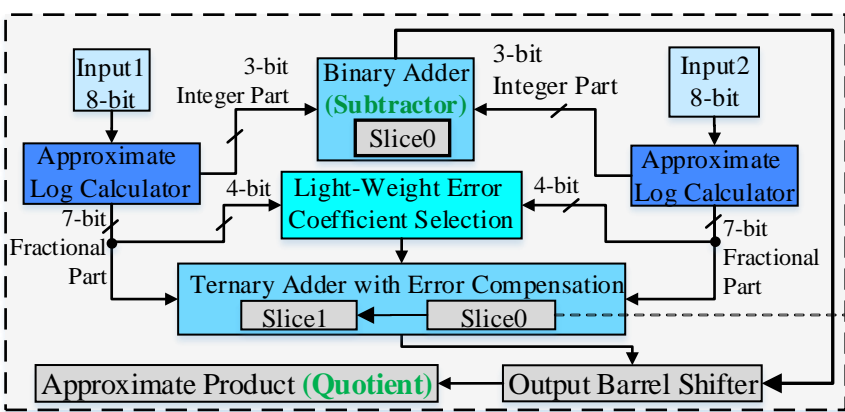 Input1
8-bit
3-bit
Integer Part
Binary Adder
(Subtractor)
Slice0
3-bit
Integer Part
Input2
8-bit
Approximate
Log Calculator
4-bit
Light-Weight Error
Coefficient Selection
4-bit
Approximate
Log Calculator
7-bit
Fractional
Part
7-bit
Fractional
Part
Ternary Adder with Error Compensation
Slice1
Slice0
Approximate Product (Quotient)
Output Barrel Shifter